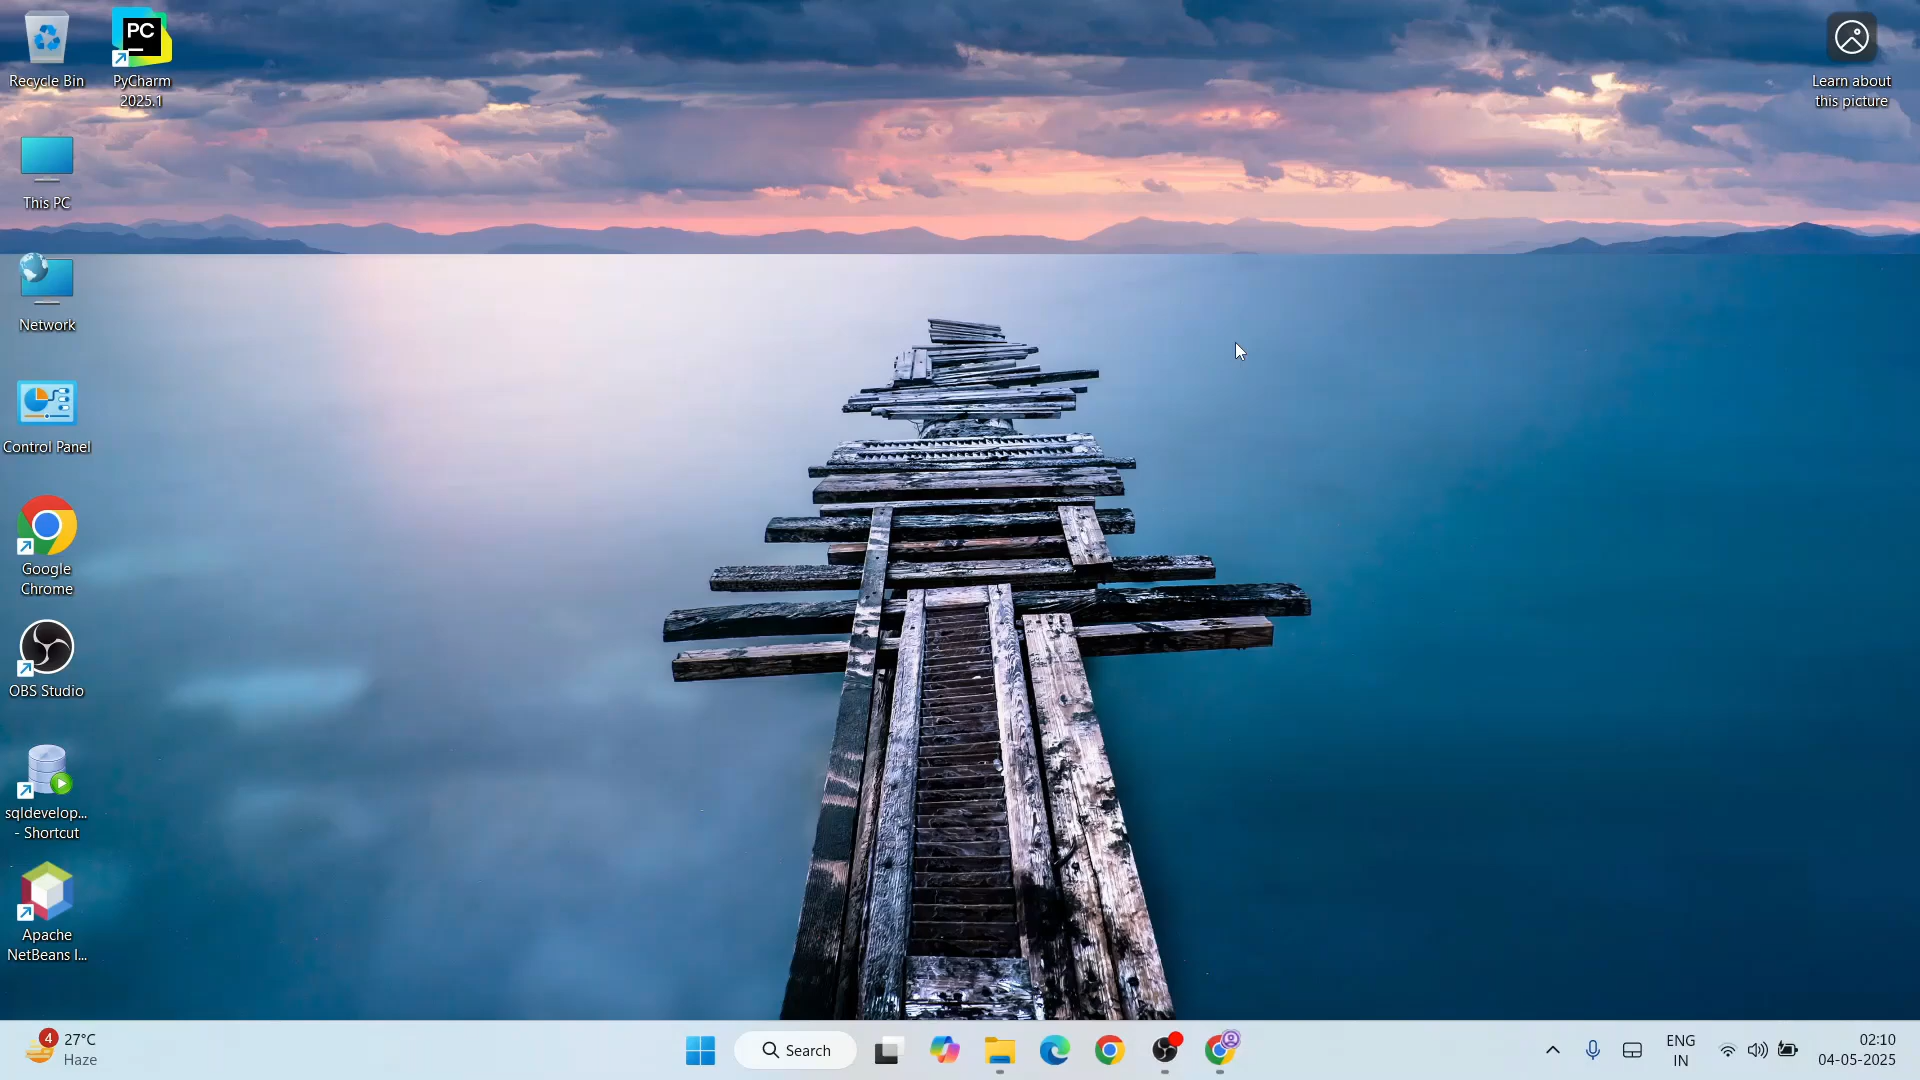 Recycle Bin
PC
PyCharm
2025.1
Learn about
this picture
This PC
Network
Control Panel
Google
Chrome
OBS Studio
sqldevelop...
- Shortcut
Apache
NetBeans I...
4
27°C
Haze
Search
ENG
IN
02:10
04-05-2025